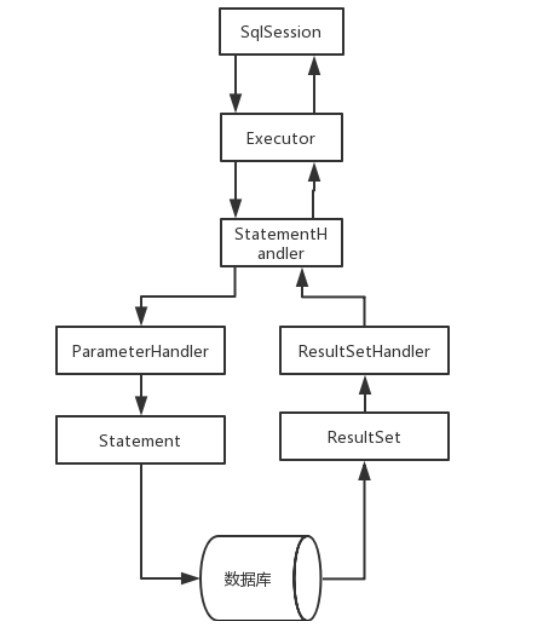 SqlSession
Executor
StatementH
andler
ParameterHandler
ResultSetHandler
Statement
ResultSet
数据库